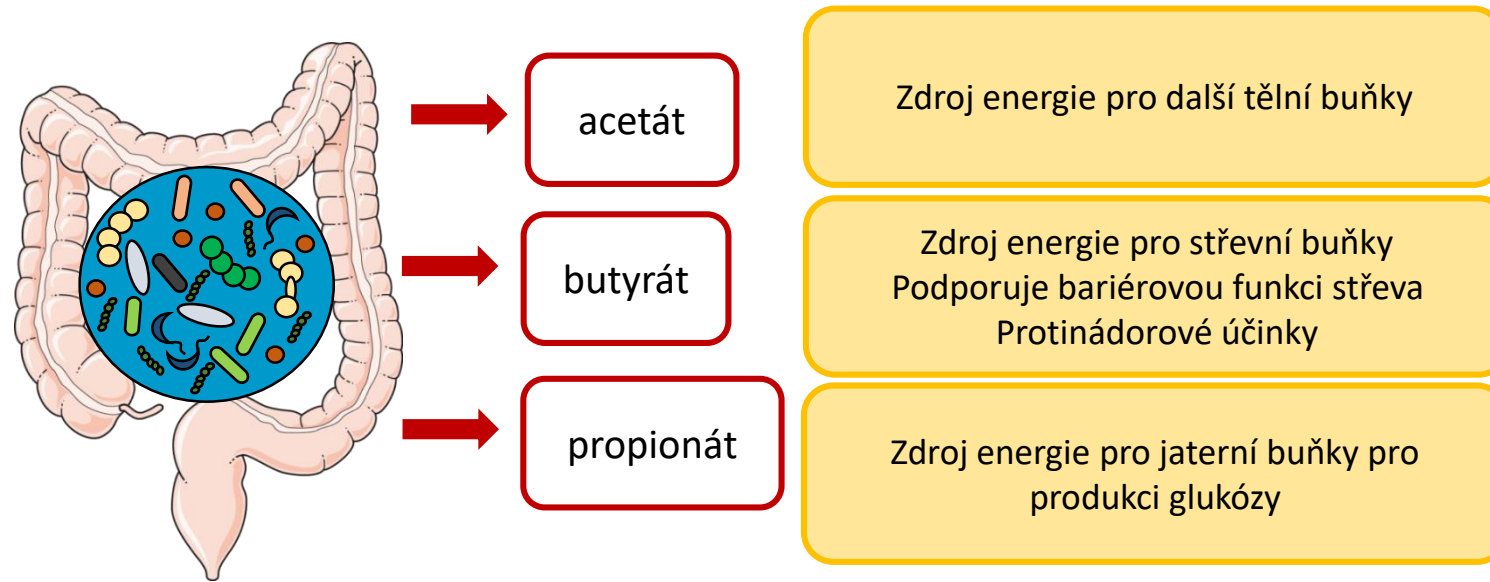 acetát
Zdroj energie pro další tělní buňky
butyrát
Zdroj energie pro střevní buňky
Podporuje bariérovou funkci střeva
Protinádorové účinky
propionát
Zdroj energie pro jaterní buňky pro
produkci glukózy